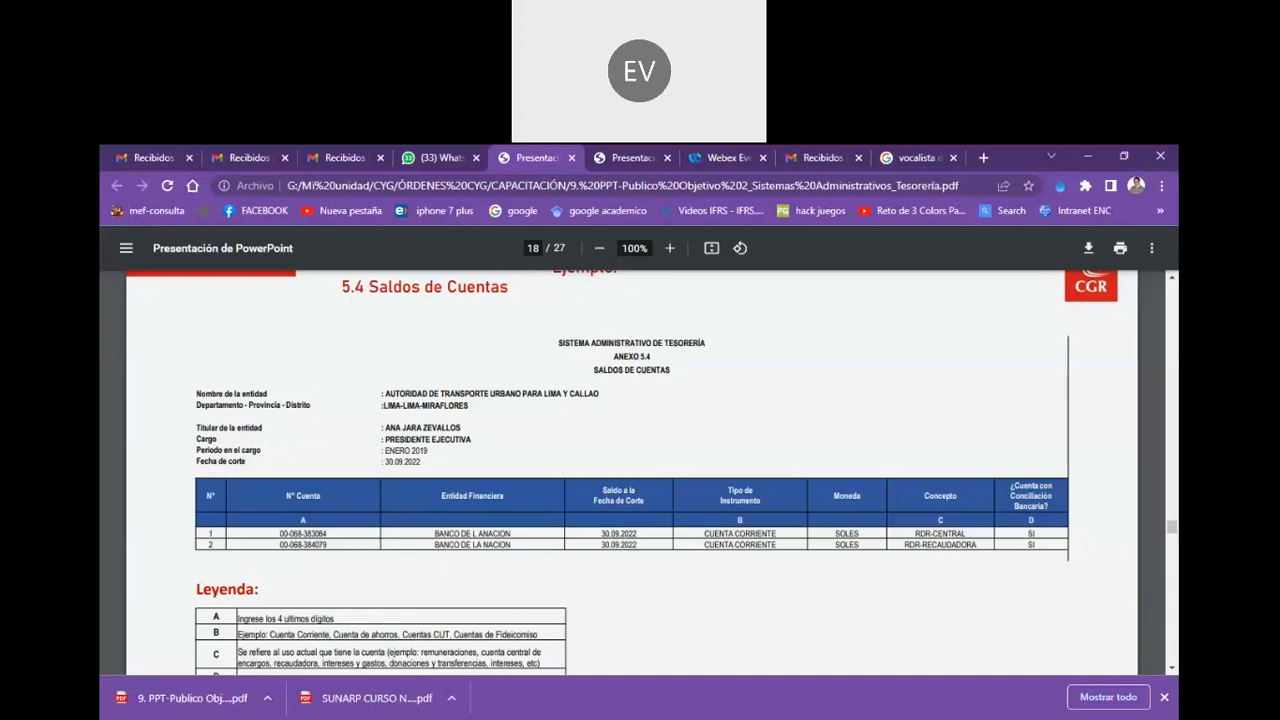 EV
Recibidos
Recibidos
Recibidos
(33) What
Presentaci
Presentac
Webex Eve
Recibidos
vocalista d
Archivo
G:/Mi%20unidad/CYG/ÓRDENES%20CYG/CAPACITACIÓN/9.%20PPT-Publico%20Objetivo%202_Sistemas%20Administrativos_Tesorería.pdf
mef-consulta
FACEBOOK
Nueva pestaña
iphone 7 plus
google
google academico
Videos IFRS - IFRS....
hack juegos
Reto de 3 Colors Pa...
Search
Intranet ENC
»
Presentación de PowerPoint
18 / 27
100%
Ejemplo:
5.4 Saldos de Cuentas
CGR
SISTEMA ADMINISTRATIVO DE TESORERÍA
ANEXO 5.4
SALDOS DE CUENTAS
Nombre de la entidad : AUTORIDAD DE TRANSPORTE URBANO PARA LIMA Y CALLAO
Departamento - Provincia - Distrito :LIMA-LIMA-MIRAFLORES
Titular de la entidad : ANA JARA ZEVALLOS
Cargo : PRESIDENTE EJECUTIVA
Periodo en el cargo : ENERO 2019
Fecha de corte : 30.09.2022
N° N° Cuenta Entidad Financiera Saldo a la Fecha de Corte Tipo de Instrumento Moneda Concepto ¿Cuenta con Conciliación Bancaria?
A B C D
1 00-068-383064 BANCO DE L ANACION 30.09.2022 CUENTA CORRIENTE SOLES RDR-CENTRAL SI
2 00-068-384079 BANCO DE LA NACION 30.09.2022 CUENTA CORRIENTE SOLES RDR-RECAUDADORA SI
Leyenda:
A Ingrese los 4 ultimos dígitos
B Ejemplo: Cuenta Corriente, Cuenta de ahorros, Cuentas CUT, Cuentas de Fideicomiso
C Se refiere al uso actual que tiene la cuenta (ejemplo: remuneraciones, cuenta central de
encargos, recaudadora, intereses y gastos, donaciones y transferencias, intereses, etc)
9. PPT-Publico Obj....pdf
SUNARP CURSO N....pdf
Mostrar todo